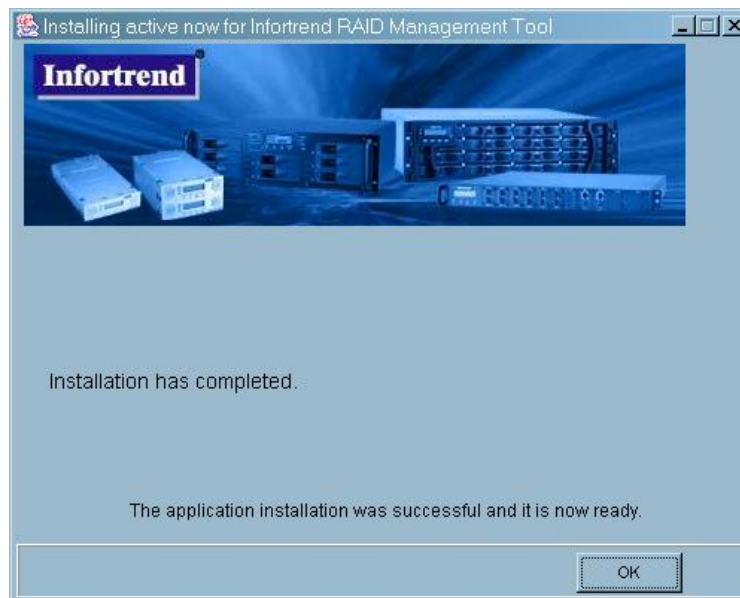 Installing active now for Infortrend RAID Management Tool
Infortrend
Installation has completed.
The application installation was successful and it is now ready.
OK